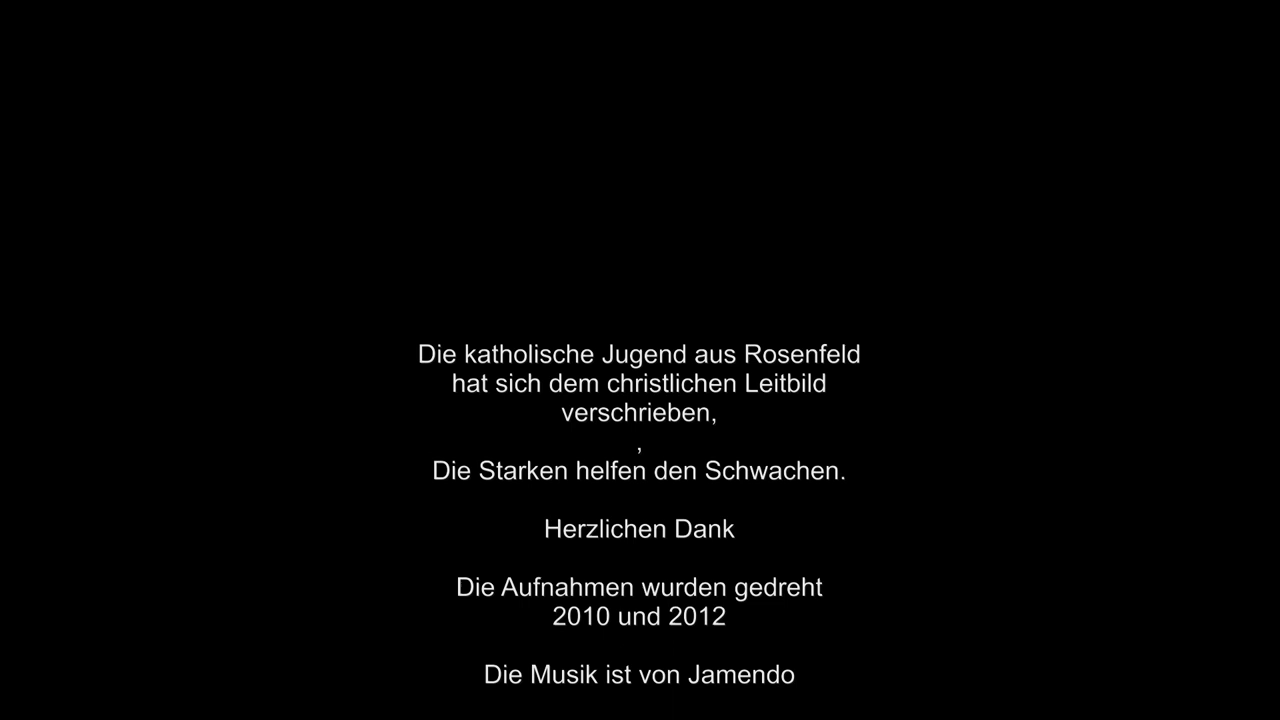 Die katholische Jugend aus Rosenfeld
hat sich dem christlichen Leitbild
verschrieben,
,
Die Starken helfen den Schwachen.
Herzlichen Dank
Die Aufnahmen wurden gedreht
2010 und 2012
Die Musik ist von Jamendo